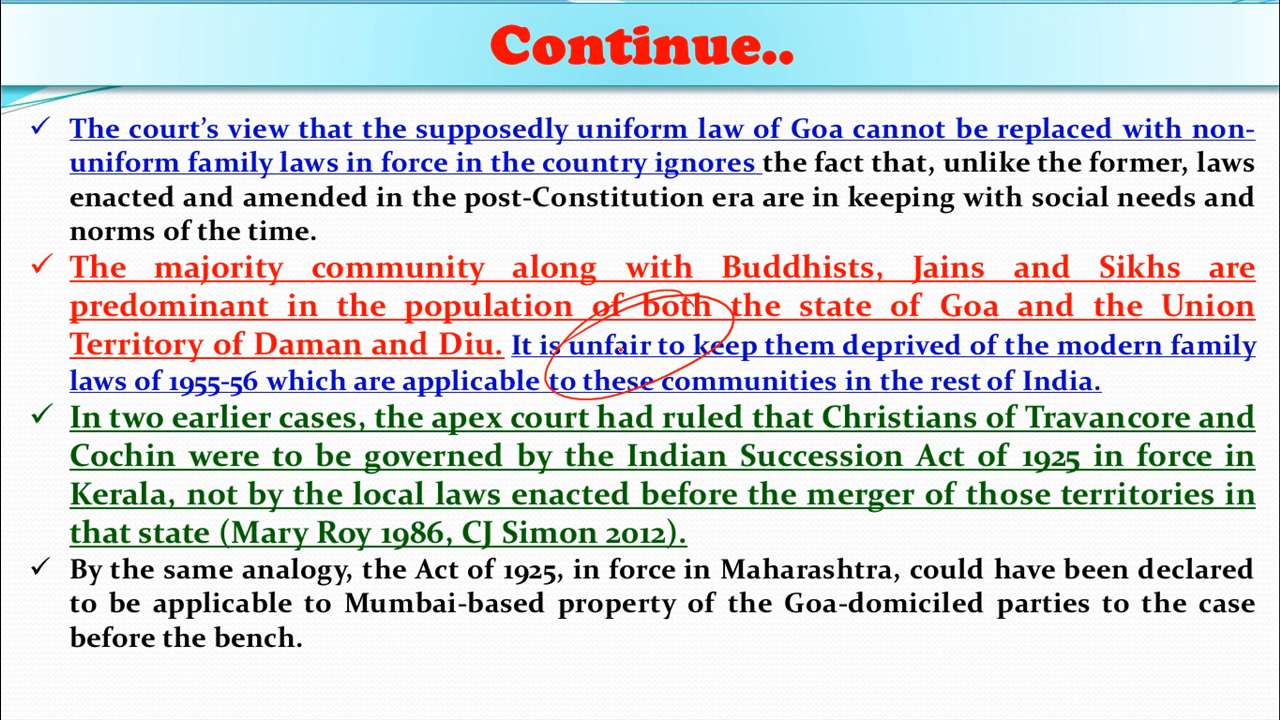 Continue..
✓ The court's view that the supposedly uniform law of Goa cannot be replaced with non-
uniform family laws in force in the country ignores the fact that, unlike the former, laws
enacted and amended in the post-Constitution era are in keeping with social needs and
norms of the time.
✓ The majority community along with Buddhists, Jains and Sikhs are
predominant in the population of both the state of Goa and the Union
Territory of Daman and Diu. It is unfair to keep them deprived of the modern family
laws of 1955-56 which are applicable to these communities in the rest of India.
✓ In two earlier cases, the apex court had ruled that Christians of Travancore and
Cochin were to be governed by the Indian Succession Act of 1925 in force in
Kerala, not by the local laws enacted before the merger of those territories in
that state (Mary Roy 1986, CJ Simon 2012).
✓ By the same analogy, the Act of 1925, in force in Maharashtra, could have been declared
to be applicable to Mumbai-based property of the Goa-domiciled parties to the case
before the bench.